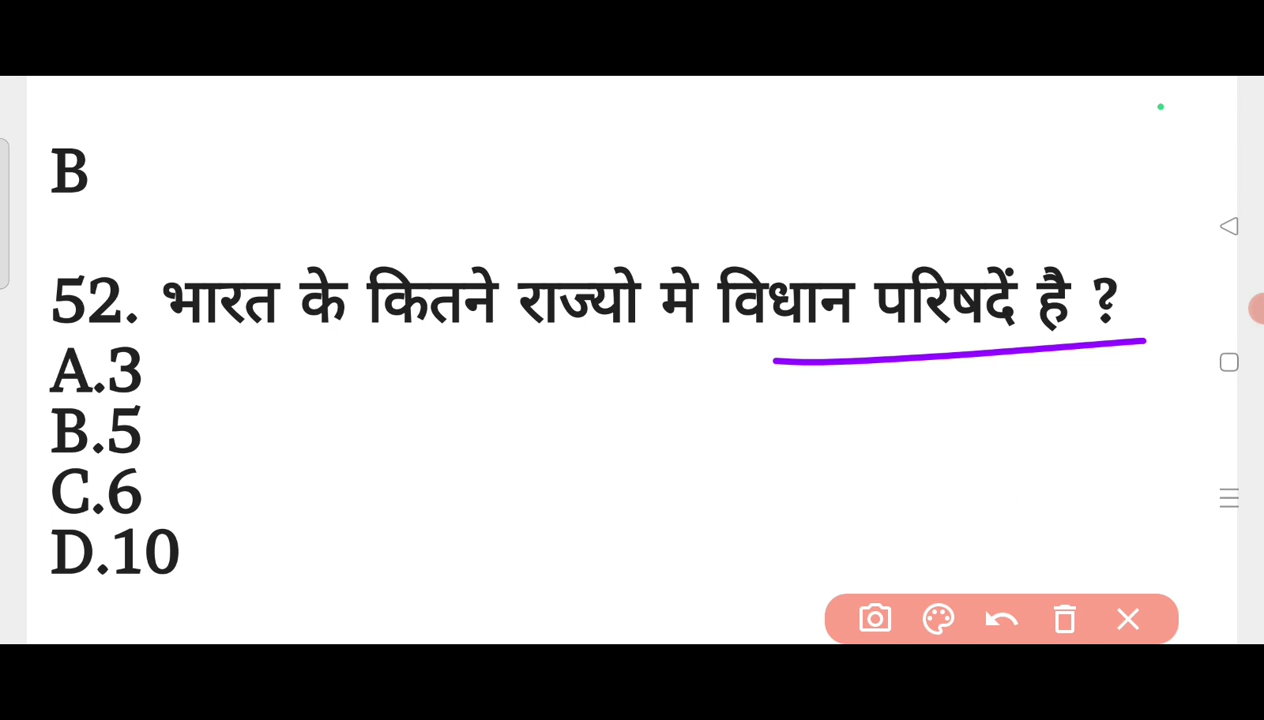 B
52. भारत के कितने राज्यो मे विधान परिषदें है ?
A.3
B.5
C.6
D.10